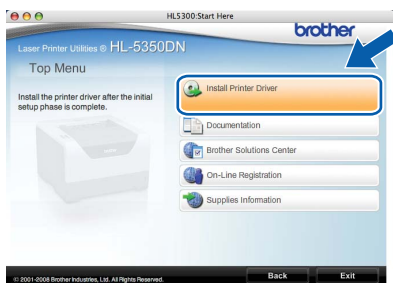 HL5300:Start Here
brother
Laser Printer Utilities ® HL-5350DN
Top Menu
Install the printer driver after the initial
setup phase is complete.
Install Printer Driver
Documentation
Brother Solutions Center
On-Line Registration
Supplies Information
© 2001-2008 Brother Industries, Ltd. All Rights Reserved.
Back
Exit